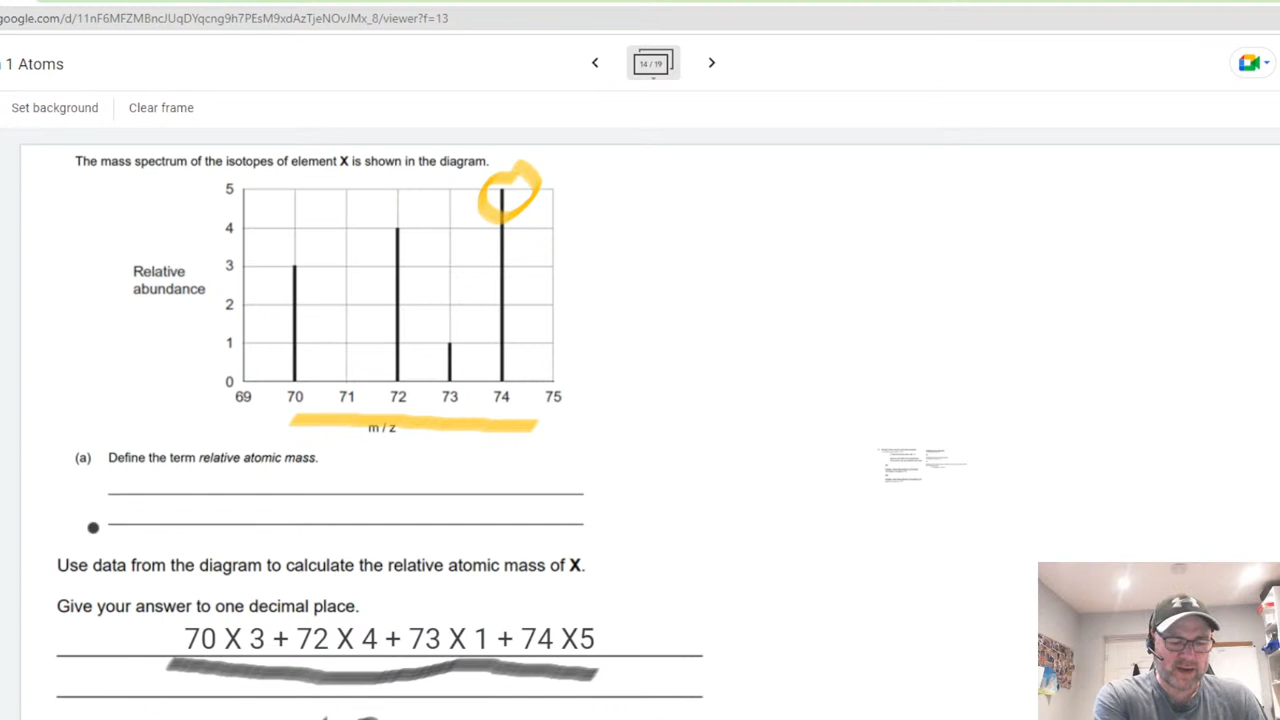 google.com/d/11nF6MFZMBncJUqDYqcng9h7PEsM9xdAzTjeNOvJMx_8/viewer?f=13
1 Atoms
14 / 19
Set background
Clear frame
The mass spectrum of the isotopes of element X is shown in the diagram.
5
4
3
2
1
0
Relative
abundance
69 70 71 72 73 74 75
m / z
(a) Define the term relative atomic mass.
Use data from the diagram to calculate the relative atomic mass of X.
Give your answer to one decimal place.
70 X 3 + 72 X 4 + 73 X 1 + 74 X5